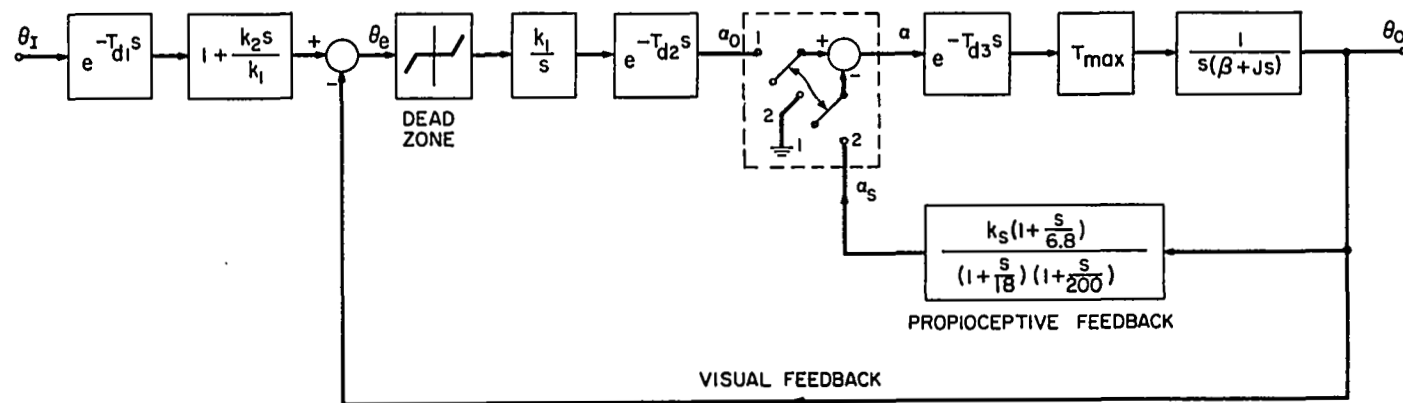 θI
e^-Td1s
1 + k2s/k1
+
-
θe
DEAD
ZONE
k1/s
e^-Td2s
α0
1
2
1
+
-
2
αs
α
e^-Td3s
Tmax
1/s(β+Js)
θ0
ks(1+s/6.8)
(1+s/18)(1+s/200)
PROPIOCEPTIVE FEEDBACK
VISUAL FEEDBACK